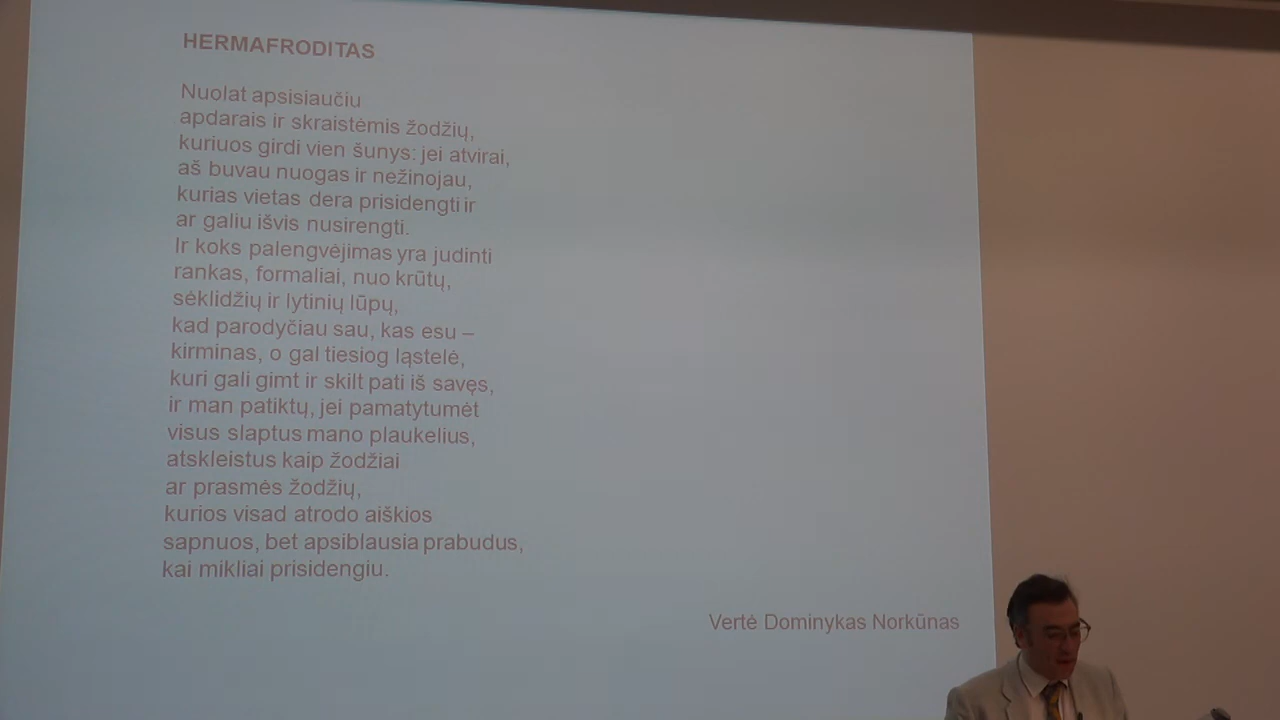 HERMAFRODITAS
Nuolat apsisiaučiu
apdarais ir skraistėmis žodžių,
kuriuos girdi vien šunys: jei atvirai,
aš buvau nuogas ir nežinojau,
kurias vietas dera prisidengti ir
ar galiu išvis nusirengti.
Ir koks palengvėjimas yra judinti
rankas, formaliai, nuo krūtų,
sėklidžių ir lytinių lūpų,
kad parodyčiau sau, kas esu –
kirminas, o gal tiesiog ląstelė,
kuri gali gimt ir skilt pati iš savęs,
ir man patiktų, jei pamatytumėt
visus slaptus mano plaukelius,
atskleistus kaip žodžiai
ar prasmės žodžių,
kurios visad atrodo aiškios
sapnuos, bet apsiblausia prabudus,
kai mikliai prisidengiu.
Vertė Dominykas Norkūnas